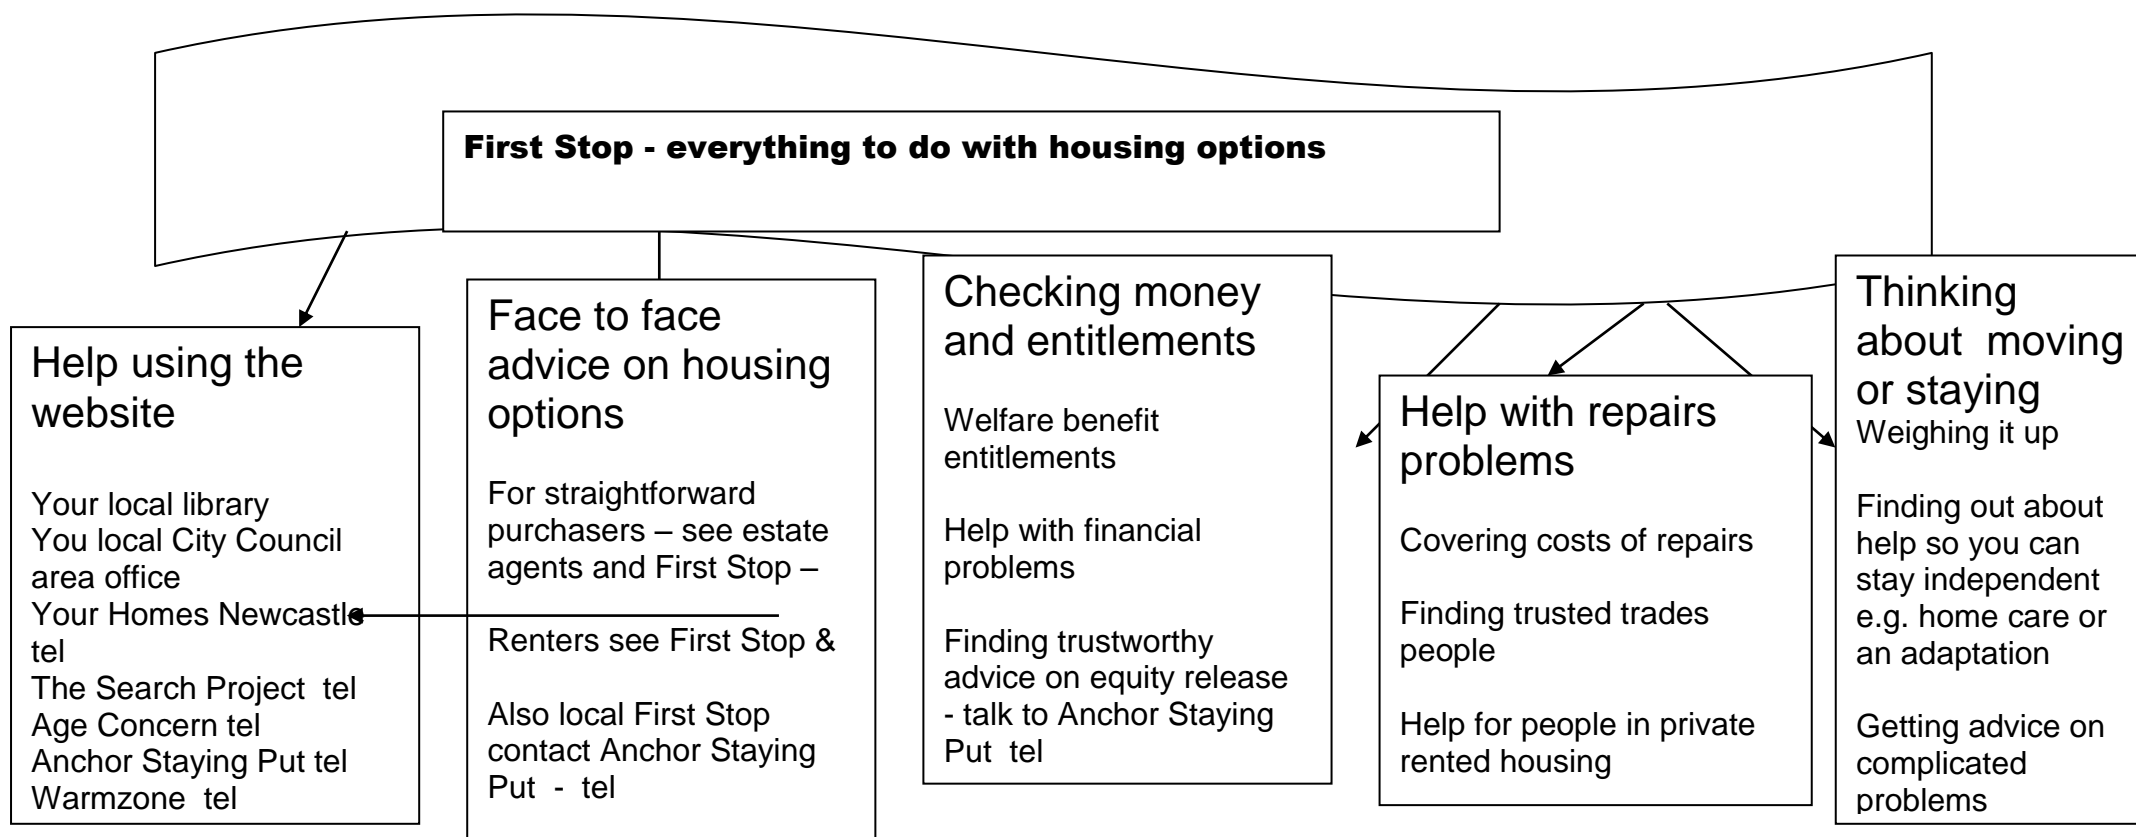 First Stop - everything to do with housing options
Help using the
website
Your local library
You local City Council
area office
Your Homes Newcastle
tel
The Search Project  tel
Age Concern tel
Anchor Staying Put tel
Warmzone  tel
Face to face
advice on housing
options
For straightforward
purchasers – see estate
agents and First Stop –
Renters see First Stop &
Also local First Stop
contact Anchor Staying
Put  -  tel
Checking money
and entitlements
Welfare benefit
entitlements
Help with financial
problems
Finding trustworthy
advice on equity release
- talk to Anchor Staying
Put  tel
Help with repairs
problems
Covering costs of repairs
Finding trusted trades
people
Help for people in private
rented housing
Thinking
about  moving
or staying
Weighing it up
Finding out about
help so you can
stay independent
e.g. home care or
an adaptation
Getting advice on
complicated
problems